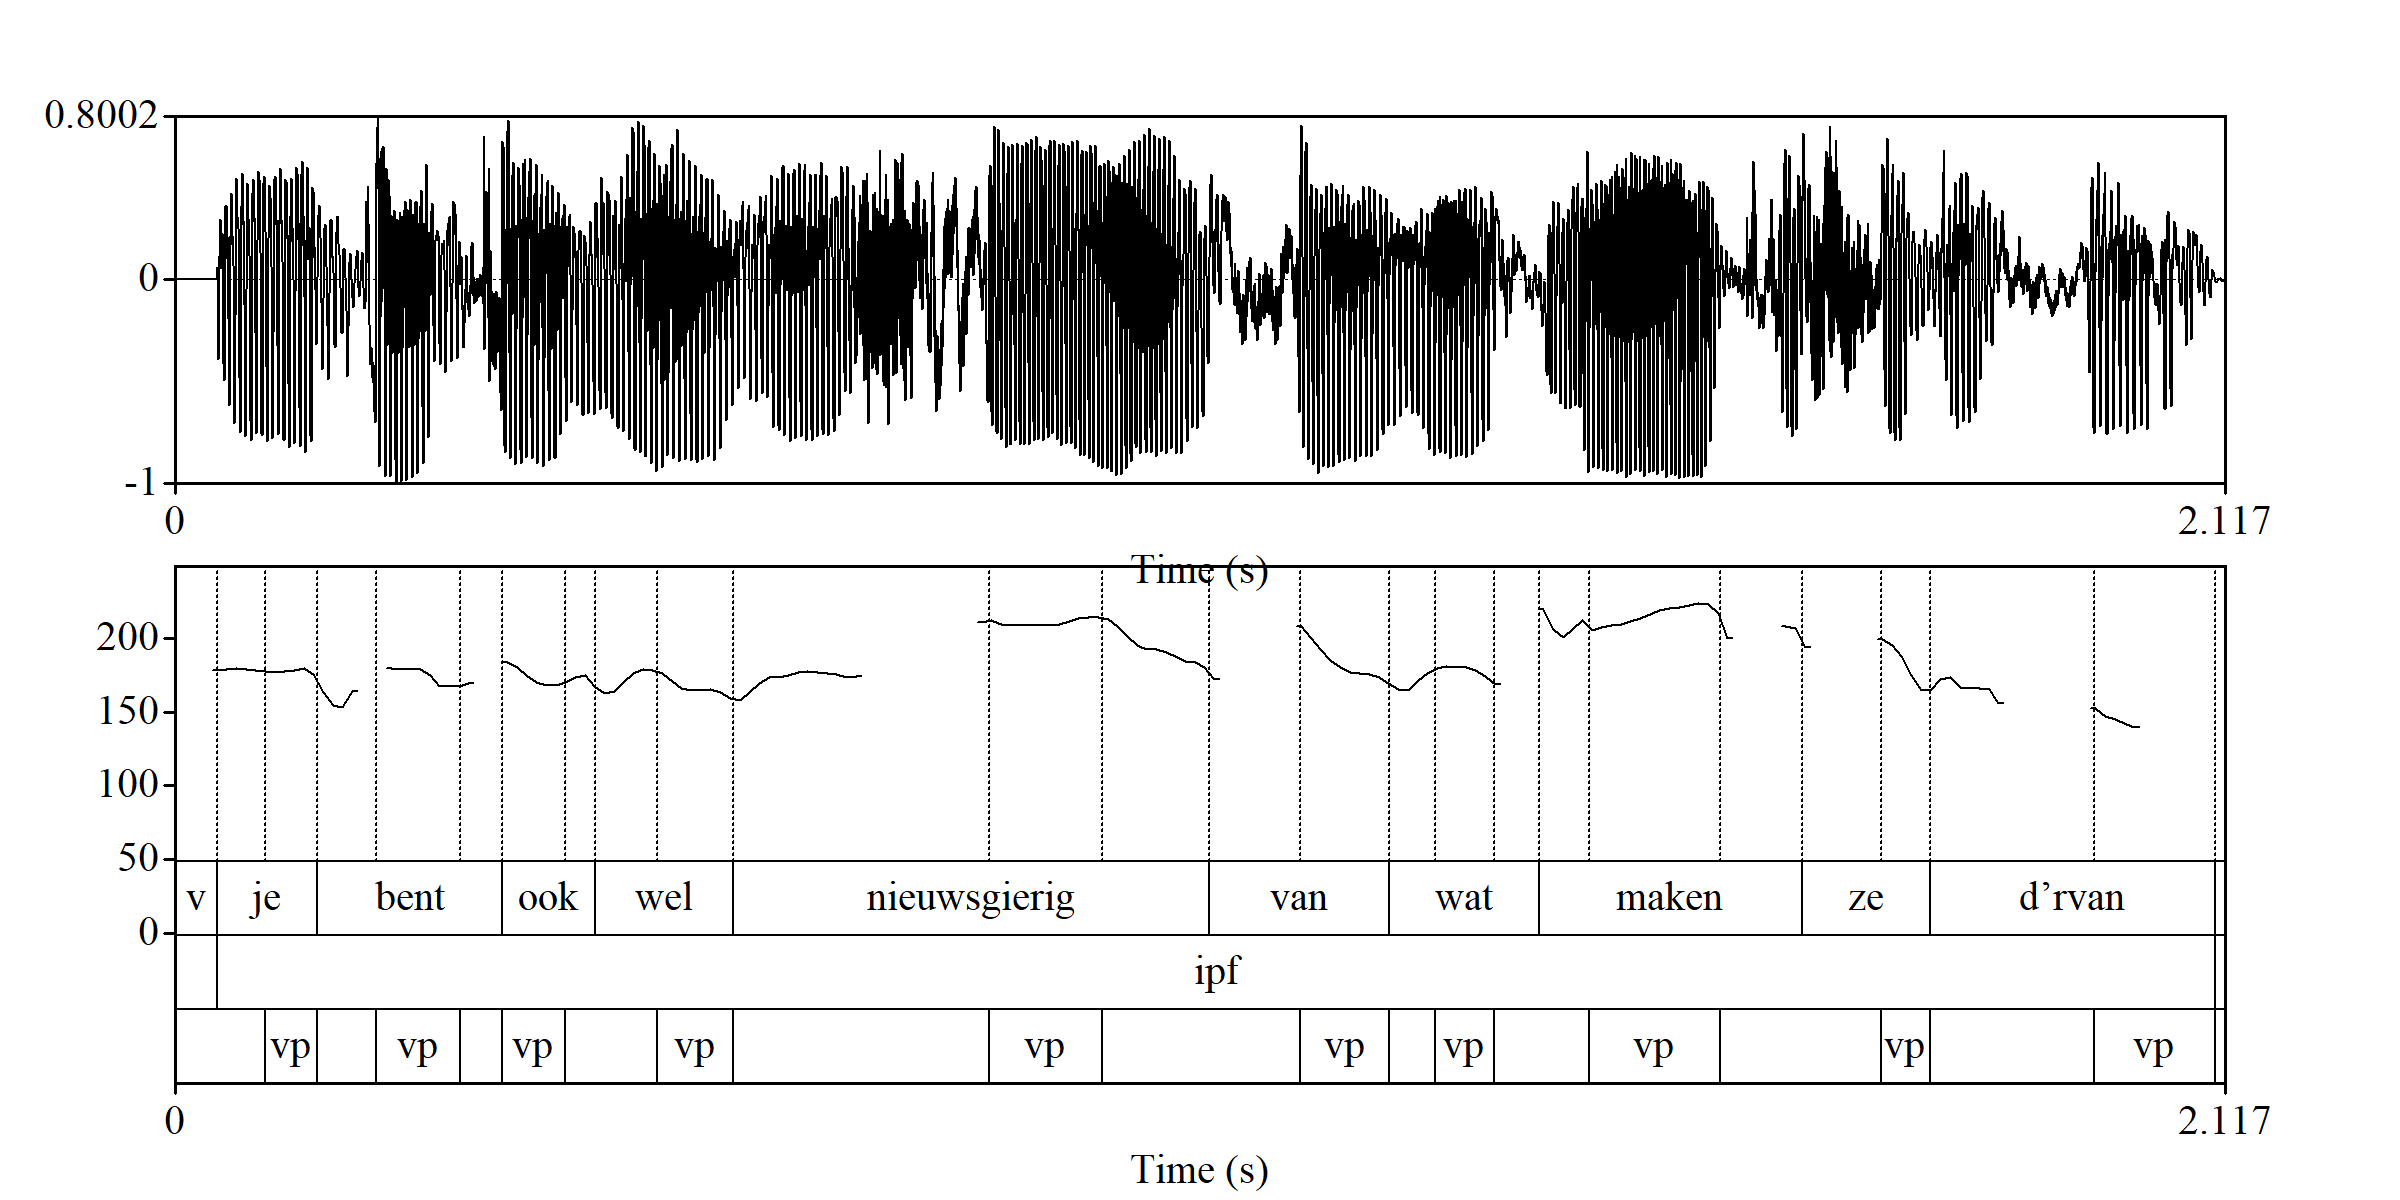 0.8002
0
-1
0 2.117
Time (s)
200
150
100
50
0
v je bent ook wel nieuwsgierig van wat maken ze d’rvan
ipf
vp vp vp vp vp vp vp vp vp vp
0 2.117
Time (s)